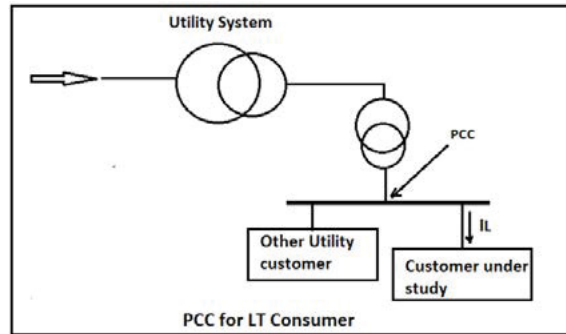 Utility System
PCC
IL
Other Utility
customer
Customer under
study
PCC for LT Consumer